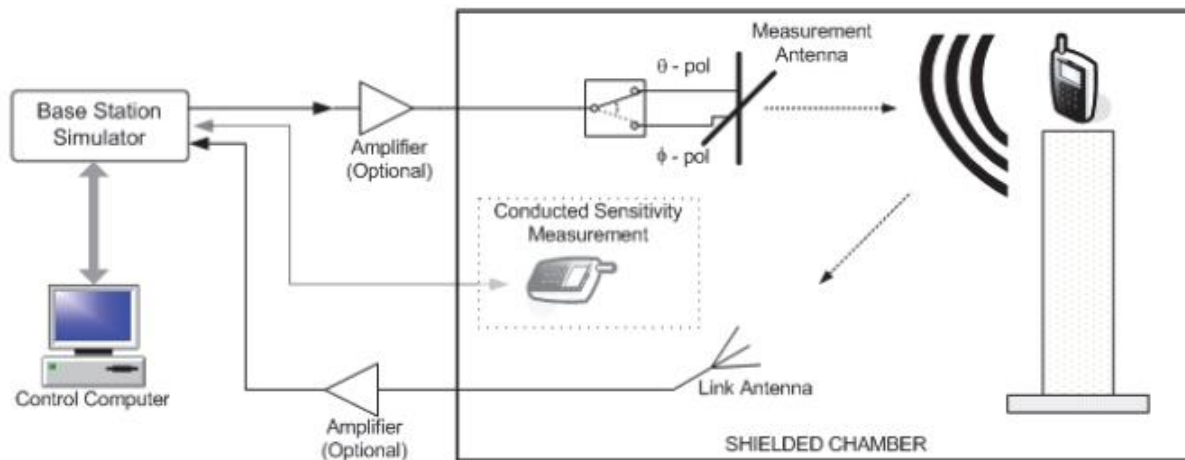 Measurement
Antenna
θ - pol
Base Station
Simulator
Amplifier
(Optional)
ϕ - pol
Conducted Sensitivity
Measurement
Control Computer
Link Antenna
Amplifier
(Optional)
SHIELDED CHAMBER